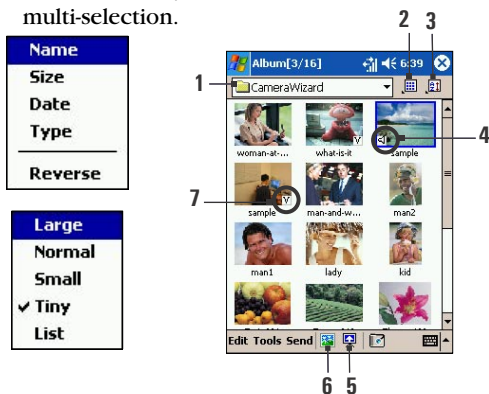 multi-selection.
Name
Size
Date
Type
Reverse
Large
Normal
Small
Tiny
List
2 3
Album[3/16] 6:39
1 CameraWizard
4
woman-at-... what-is-it sample
7
V
V
sample man-and-w... man2
man1 lady kid
Edit Tools Send
6 5